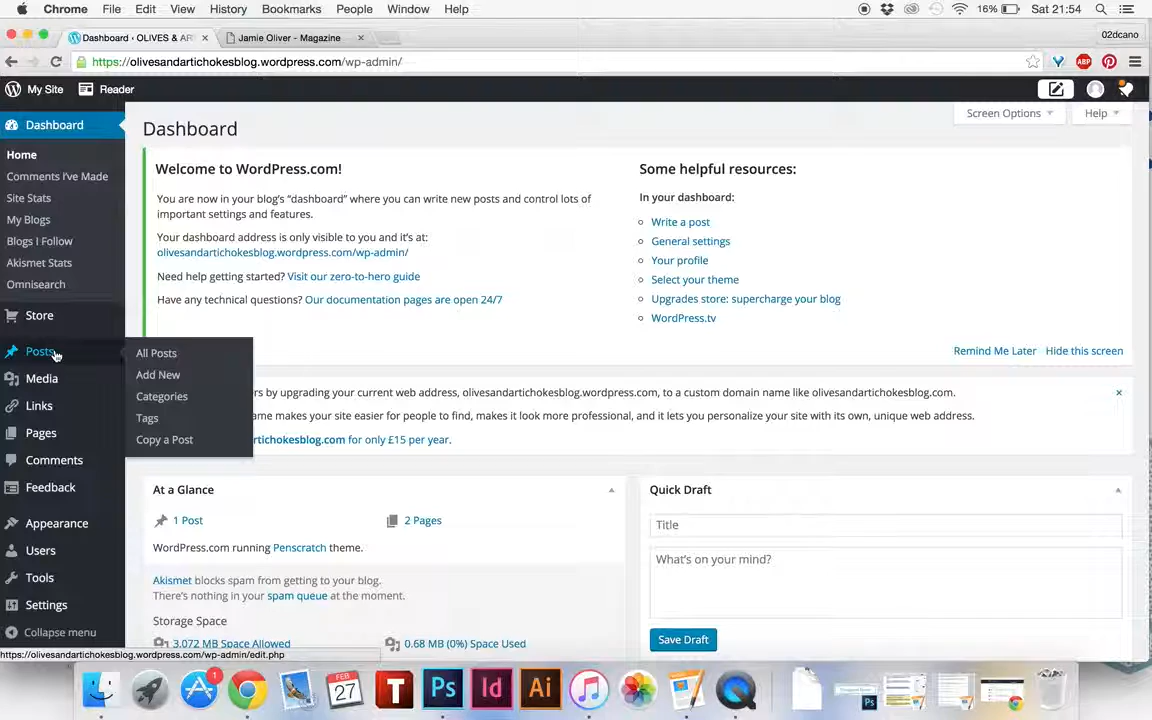 Chrome File Edit View History Bookmarks People Window Help 16% Sat 21:54
Dashboard ‹ OLIVES & AR × Jamie Oliver - Magazine × 02dcano
https://olivesandartichokesblog.wordpress.com/wp-admin/ ABP
My Site Reader
Dashboard
Home
Comments I've Made
Site Stats
My Blogs
Blogs I Follow
Akismet Stats
Omnisearch
Store
Posts
Media
Links
Pages
Comments
Feedback
Appearance
Users
Tools
Settings
Collapse menu
All Posts
Add New
Categories
Tags
Copy a Post
Screen Options Help
Dashboard
Welcome to WordPress.com!
You are now in your blog's "dashboard" where you can write new posts and control lots of
important settings and features.
Your dashboard address is only visible to you and it's at:
olivesandartichokesblog.wordpress.com/wp-admin/
Need help getting started? Visit our zero-to-hero guide
Have any technical questions? Our documentation pages are open 24/7
Some helpful resources:
In your dashboard:
Write a post
General settings
Your profile
Select your theme
Upgrades store: supercharge your blog
WordPress.tv
Remind Me Later Hide this screen
by upgrading your current web address, olivesandartichokesblog.wordpress.com, to a custom domain name like olivesandartichokesblog.com. ×
makes your site easier for people to find, makes it look more professional, and it lets you personalize your site with its own, unique web address.
artichokesblog.com for only £15 per year.
At a Glance
1 Post 2 Pages
WordPress.com running Penscratch theme.
Akismet blocks spam from getting to your blog.
There's nothing in your spam queue at the moment.
Storage Space
3,072 MB Space Allowed 0.68 MB (0%) Space Used
Quick Draft
Title
What's on your mind?
Save Draft
https://olivesandartichokesblog.wordpress.com/wp-admin/edit.php
1 FEB 27 T Ps Id Ai